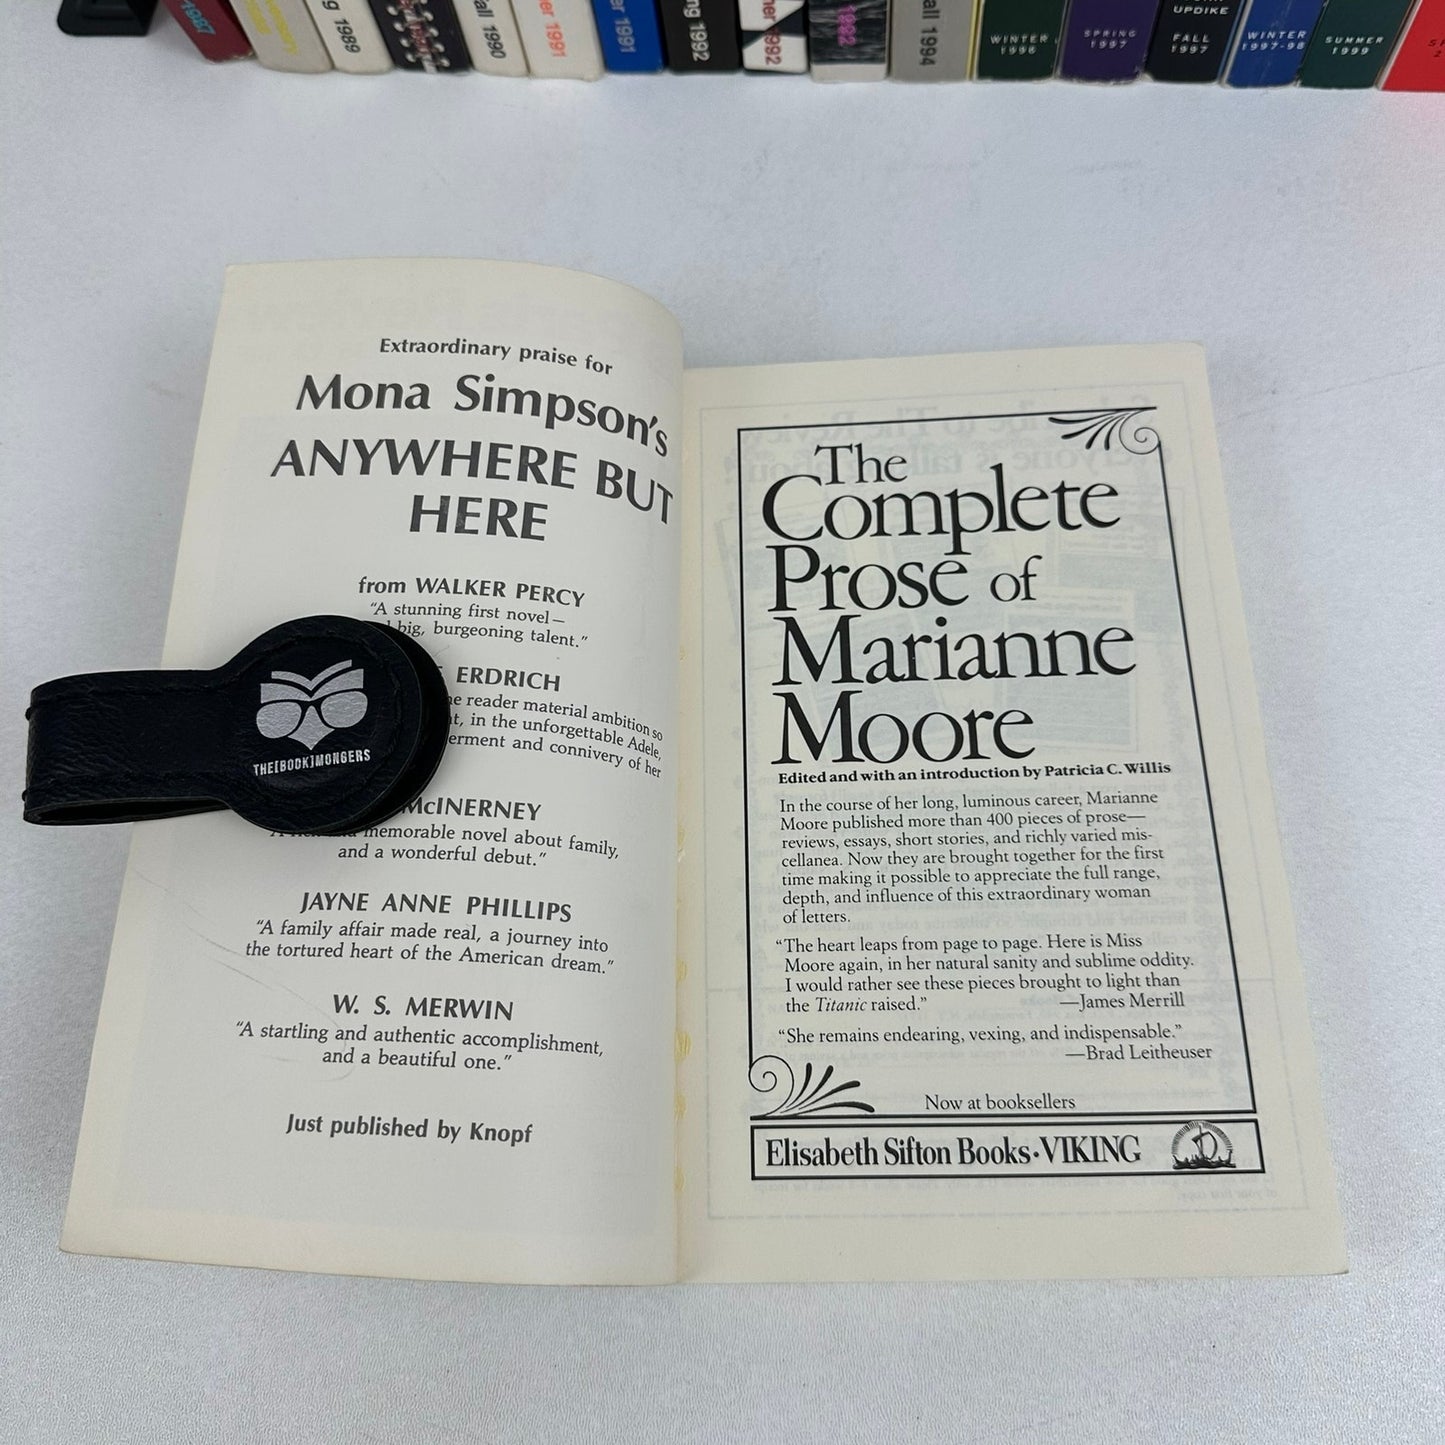 1989
all 1990
er 1991
er 1991
ng 1992
ner 1992
1992
all 1994
WINTER
1996
SPRING
1997
UPDIKE
FALL
1997
WINTER
1997-98
SUMMER
1999
Extraordinary praise for
Mona Simpson's
ANYWHERE BUT
HERE
from WALKER PERCY
“A stunning first novel—
big, burgeoning talent.”
ERDRICH
reader material ambition so
in the unforgettable Adele,
erment and connivery of her
McINERNEY
memorable novel about family,
and a wonderful debut.”
JAYNE ANNE PHILLIPS
“A family affair made real, a journey into
the tortured heart of the American dream.”
W. S. MERWIN
“A startling and authentic accomplishment,
and a beautiful one.”
Just published by Knopf
THE[BOOK]MONGERS
The
Complete
Prose of
Marianne
Moore
Edited and with an introduction by Patricia C. Willis
In the course of her long, luminous career, Marianne
Moore published more than 400 pieces of prose—
reviews, essays, short stories, and richly varied mis-
cellanea. Now they are brought together for the first
time making it possible to appreciate the full range,
depth, and influence of this extraordinary woman
of letters.
“The heart leaps from page to page. Here is Miss
Moore again, in her natural sanity and sublime oddity.
I would rather see these pieces brought to light than
the Titanic raised.” —James Merrill
“She remains endearing, vexing, and indispensable.”
—Brad Leitheuser
Now at booksellers
Elisabeth Sifton Books·VIKING